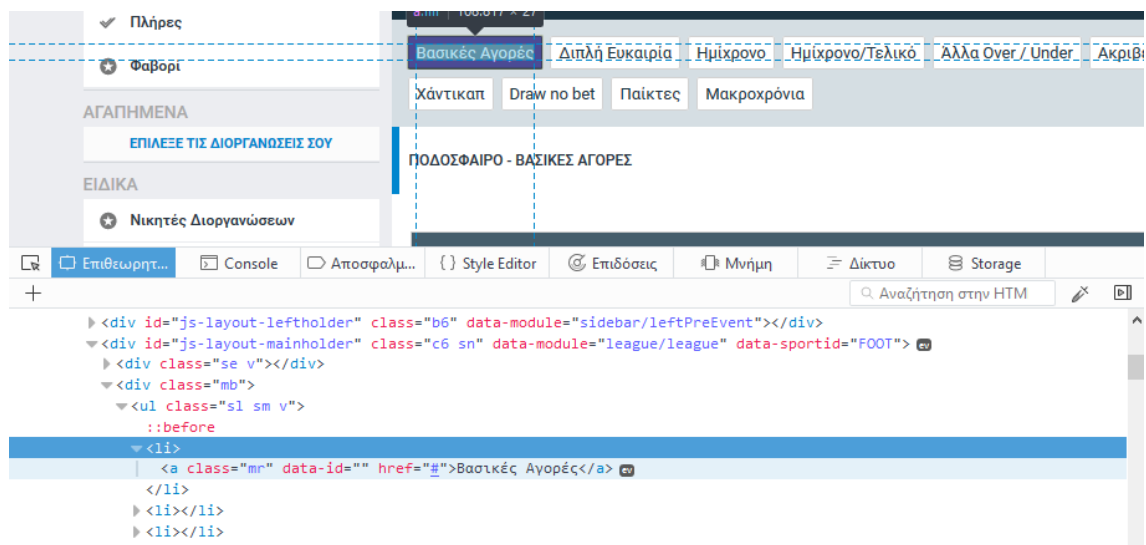 Πλήρες
Φαβορί
ΑΓΑΠΗΜΕΝΑ
ΕΠΙΛΕΞΕ ΤΙΣ ΔΙΟΡΓΑΝΩΣΕΙΣ ΣΟΥ
ΕΙΔΙΚΑ
Νικητές Διοργανώσεων
Βασικές Αγορές Διπλή Ευκαιρία Ημίχρονο Ημίχρονο/Τελικό Άλλα Over / Under
Χάντικαπ Draw no bet Παίκτες Μακροχρόνια
ΠΟΔΟΣΦΑΙΡΟ - ΒΑΣΙΚΕΣ ΑΓΟΡΕΣ
Επιθεωρητ... Console Αποσφαλμ... {} Style Editor Επιδόσεις Μνήμη Δίκτυο Storage
+ Αναζήτηση στην HTM
<div id="js-layout-leftholder" class="b6" data-module="sidebar/leftPreEvent"></div>
<div id="js-layout-mainholder" class="c6 sn" data-module="league/league" data-sportid="FOOT"> ev
<div class="se v"></div>
<div class="mb">
<ul class="sl sm v">
::before
<li>
<a class="mr" data-id="" href="#">Βασικές Αγορές</a> ev
</li>
<li></li>
<li></li>